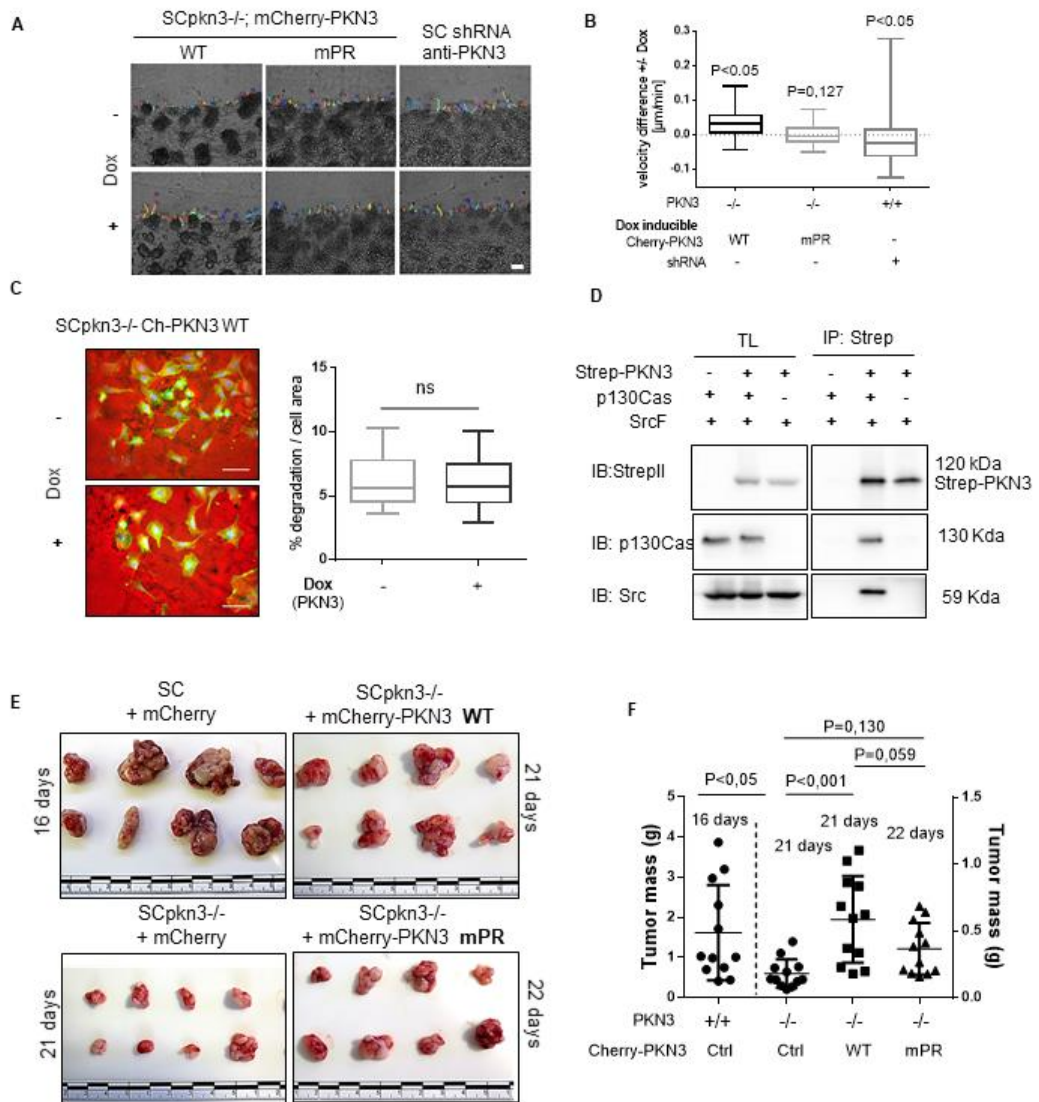 A
SCpkn3-/-; mCherry-PKN3
WT
mPR
SC shRNA
anti-PKN3
-
Dox
+
B
P<0.05
P<0.05
P=0,127
velocity difference +/- Dox
[µm/min]
0.3
0.2
0.1
0.0
-0.1
PKN3 -/- -/- +/+
Dox inducible
Cherry-PKN3 WT mPR -
shRNA - - +
C
SCpkn3-/- Ch-PKN3 WT
-
Dox
+
ns
% degradation / cell area
15
10
5
0
Dox - +
(PKN3)
D
TL IP: Strep
Strep-PKN3 - + + - + +
p130Cas + + - + + -
SrcF + + + + + +
IB:StrepII
120 kDa
Strep-PKN3
IB: p130Cas
130 Kda
IB: Src
59 Kda
E
SC
+ mCherry
16 days
SCpkn3-/-
+ mCherry-PKN3 WT
21 days
SCpkn3-/-
+ mCherry
21 days
SCpkn3-/-
+ mCherry-PKN3 mPR
22 days
F
P=0,130
P=0,059
P<0,05 P<0,001
16 days
21 days
21 days
22 days
Tumor mass (g)
5
4
3
2
1
0
1.5
1.0
0.5
0.0
Tumor mass (g)
PKN3 +/+ -/- -/- -/-
Cherry-PKN3 Ctrl Ctrl WT mPR